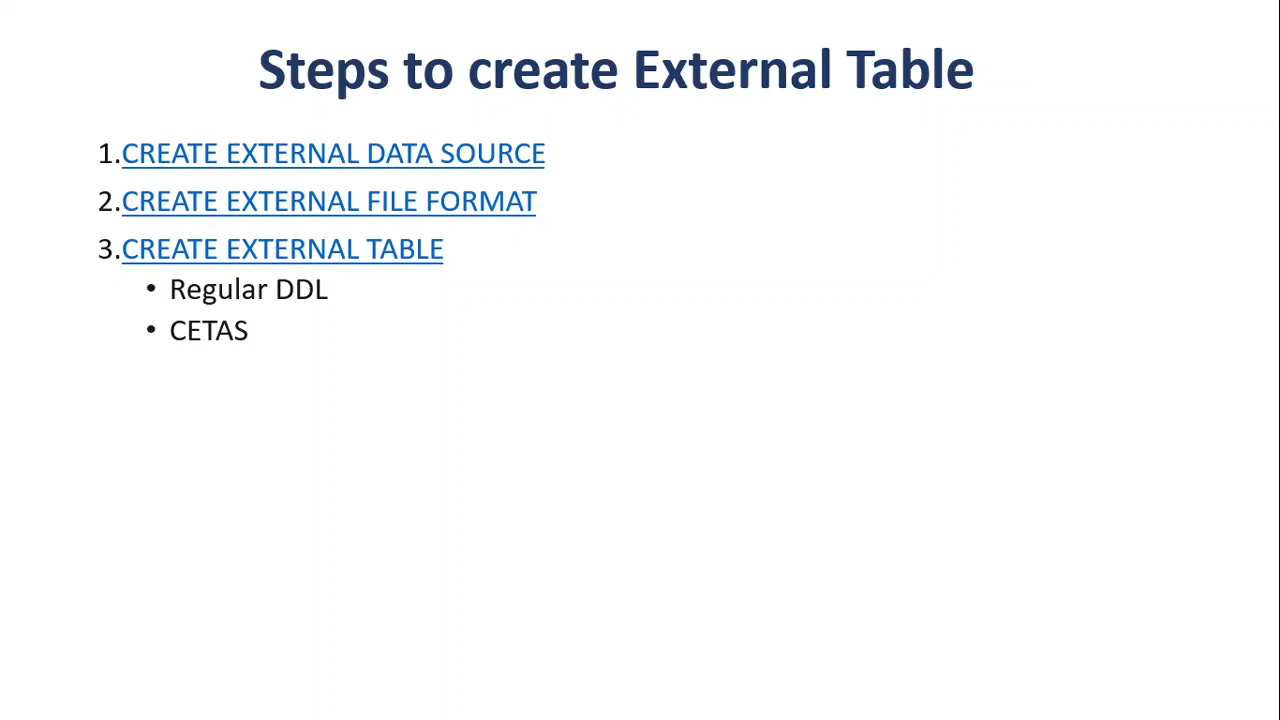 Steps to create External Table
1.CREATE EXTERNAL DATA SOURCE
2.CREATE EXTERNAL FILE FORMAT
3.CREATE EXTERNAL TABLE
• Regular DDL
• CETAS